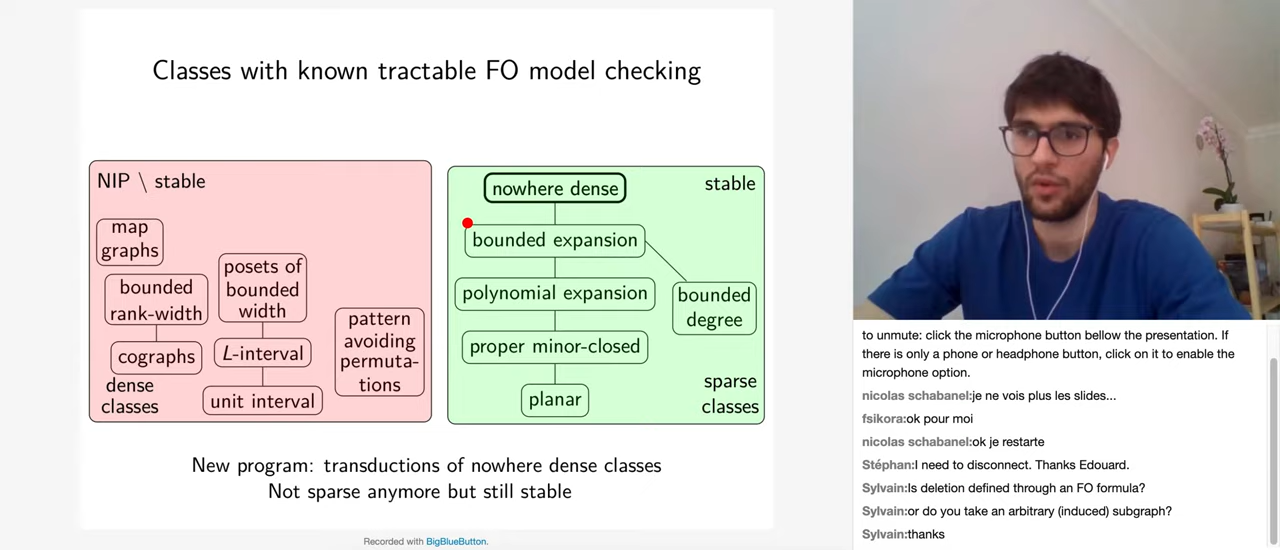 Classes with known tractable FO model checking
NIP \ stable
map
graphs
bounded
rank-width
cographs
dense
classes
posets of
bounded
width
L-interval
unit interval
pattern
avoiding
permuta-
tions
nowhere dense
stable
bounded expansion
polynomial expansion
bounded
degree
proper minor-closed
planar
sparse
classes
New program: transductions of nowhere dense classes
Not sparse anymore but still stable
Recorded with BigBlueButton.
to unmute: click the microphone button bellow the presentation. If
there is only a phone or headphone button, click on it to enable the
microphone option.
nicolas schabanel:je ne vois plus les slides...
fsikora:ok pour moi
nicolas schabanel:ok je restarte
Stéphan:I need to disconnect. Thanks Edouard.
Sylvain:Is deletion defined through an FO formula?
Sylvain:or do you take an arbitrary (induced) subgraph?
Sylvain:thanks